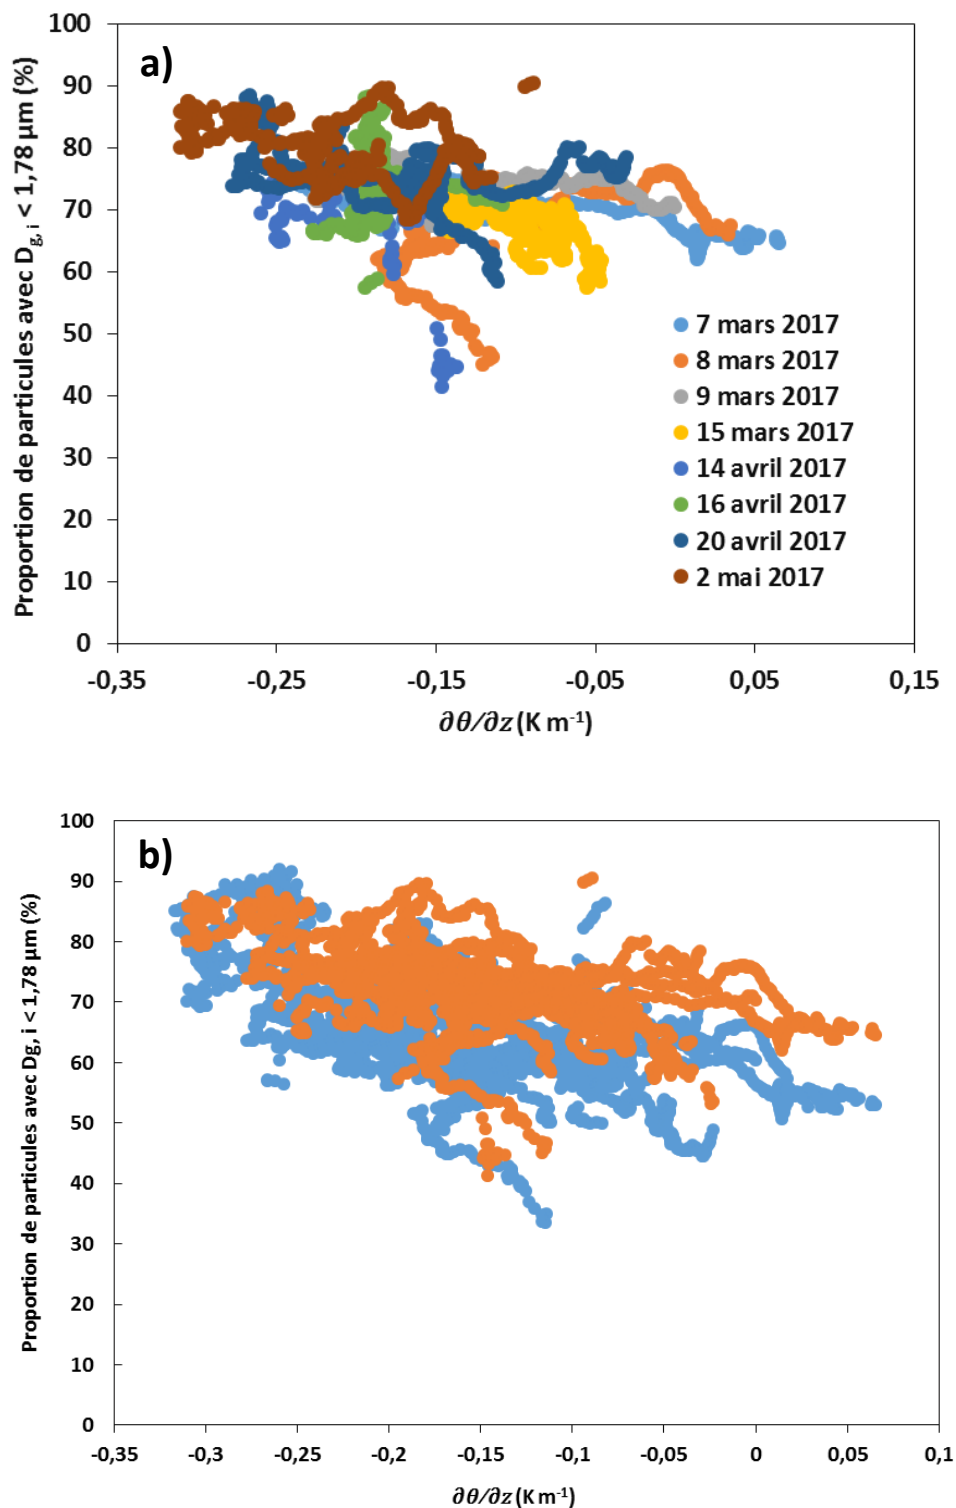 a)
Proportion de particules avec Dg, i < 1,78 µm (%)
100
90
80
70
60
50
40
30
20
10
0
7 mars 2017
8 mars 2017
9 mars 2017
15 mars 2017
14 avril 2017
16 avril 2017
20 avril 2017
2 mai 2017
-0,35 -0,25 -0,15 -0,05 0,05 0,15
∂θ/∂z (K m-1)
b)
Proportion de particules avec Dg, i < 1,78 µm (%)
100
90
80
70
60
50
40
30
20
10
0
-0,35 -0,3 -0,25 -0,2 -0,15 -0,1 -0,05 0 0,05 0,1
∂θ/∂z (K m-1)